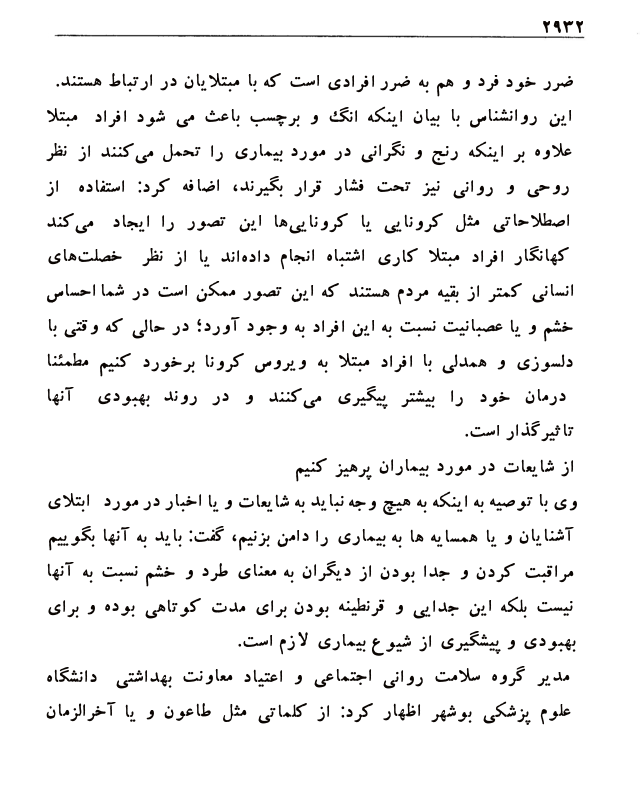 ۲۹۳۲
ضرر خود فرد و هم به ضرر افرادی است که با مبتلایان در ارتباط هستند.
این روانشناس با بیان اینکه انگ و برچسب باعث می شود افراد مبتلا
علاوه بر اینکه رنج و نگرانی در مورد بیماری را تحمل می‌کنند از نظر
روحی و روانی نیز تحت فشار قرار بگیرند، اضافه کرد: استفاده از
اصطلاحاتی مثل کرونایی یا کرونایی‌ها این تصور را ایجاد می‌کند
کهانگار افراد مبتلا کاری اشتباه انجام داده‌اند یا از نظر خصلت‌های
انسانی کمتر از بقیه مردم هستند که این تصور ممکن است در شما احساس
خشم و یا عصبانیت نسبت به این افراد به وجود آورد؛ در حالی که وقتی با
دلسوزی و همدلی با افراد مبتلا به ویروس کرونا برخورد کنیم مطمئنا
درمان خود را بیشتر پیگیری می‌کنند و در روند بهبودی آنها
تاثیرگذار است.
از شایعات در مورد بیماران پرهیز کنیم
وی با توصیه به اینکه به هیچ وجه نباید به شایعات و یا اخبار در مورد ابتلای
آشنایان و یا همسایه ها به بیماری را دامن بزنیم، گفت: باید به آنها بگوییم
مراقبت کردن و جدا بودن از دیگران به معنای طرد و خشم نسبت به آنها
نیست بلکه این جدایی و قرنطینه بودن برای مدت کوتاهی بوده و برای
بهبودی و پیشگیری از شیوع بیماری لازم است.
مدیر گروه سلامت روانی اجتماعی و اعتیاد معاونت بهداشتی دانشگاه
علوم پزشکی بوشهر اظهار کرد: از کلماتی مثل طاعون و یا آخرالزمان